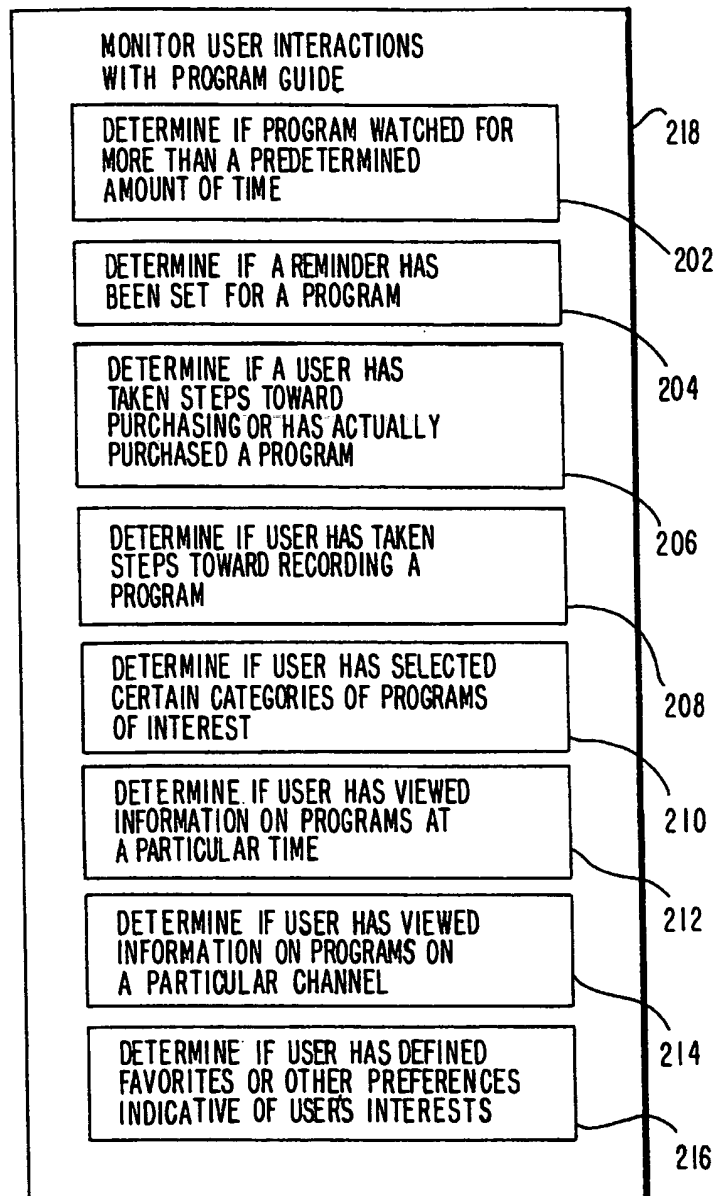 MONITOR USER INTERACTIONS
WITH PROGRAM GUIDE
218
DETERMINE IF PROGRAM WATCHED FOR
MORE THAN A PREDETERMINED
AMOUNT OF TIME
202
DETERMINE IF A REMINDER HAS
BEEN SET FOR A PROGRAM
204
DETERMINE IF A USER HAS
TAKEN STEPS TOWARD
PURCHASING OR HAS ACTUALLY
PURCHASED A PROGRAM
206
DETERMINE IF USER HAS TAKEN
STEPS TOWARD RECORDING A
PROGRAM
208
DETERMINE IF USER HAS SELECTED
CERTAIN CATEGORIES OF PROGRAMS
OF INTEREST
210
DETERMINE IF USER HAS VIEWED
INFORMATION ON PROGRAMS AT
A PARTICULAR TIME
212
DETERMINE IF USER HAS VIEWED
INFORMATION ON PROGRAMS ON
A PARTICULAR CHANNEL
214
DETERMINE IF USER HAS DEFINED
FAVORITES OR OTHER PREFERENCES
INDICATIVE OF USER'S INTERESTS
216